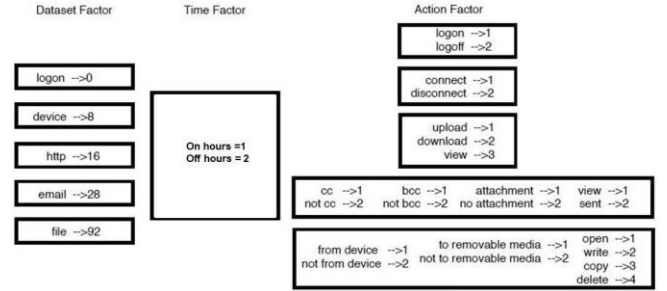 Dataset Factor Time Factor Action Factor
logon -->1
logoff -->2
logon -->0
connect -->1
disconnect -->2
device -->8
upload -->1
download -->2
view -->3
On hours =1
Off hours = 2
http -->16
email -->28
cc -->1 bcc -->1 attachment -->1 view -->1
not cc -->2 not bcc -->2 no attachment -->2 sent -->2
file -->92
from device -->1 to removable media -->1 open -->1
not from device -->2 not to removable media -->2 write -->2
copy -->3
delete -->4